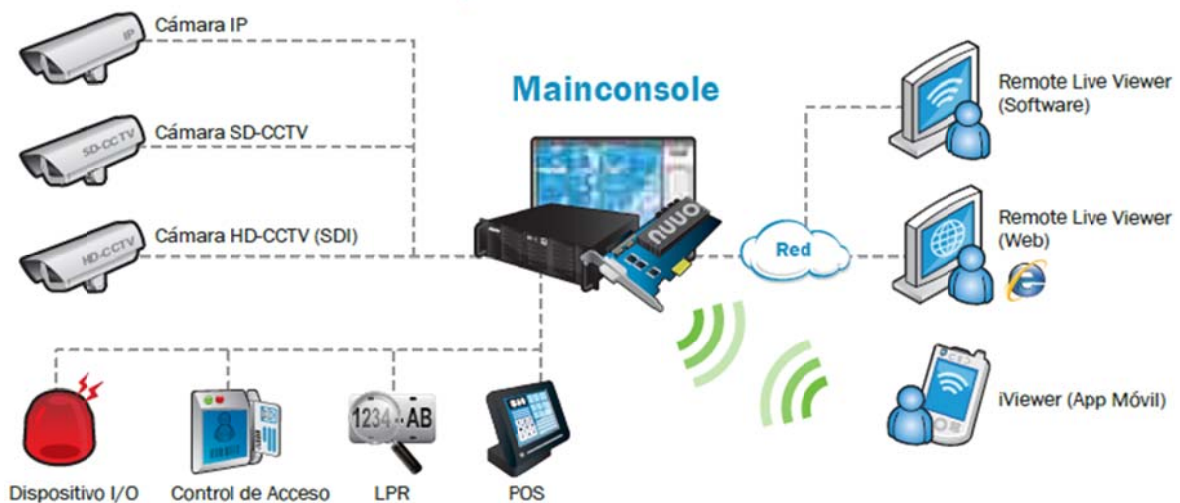 Cámara IP
IP
Cámara SD-CCTV
SD-CCTV
Cámara HD-CCTV (SDI)
HD-CCTV
Mainconsole
nuuo
Red
Remote Live Viewer
(Software)
Remote Live Viewer
(Web)
iViewer (App Móvil)
1234 AB
Dispositivo I/O
Control de Acceso
LPR
POS